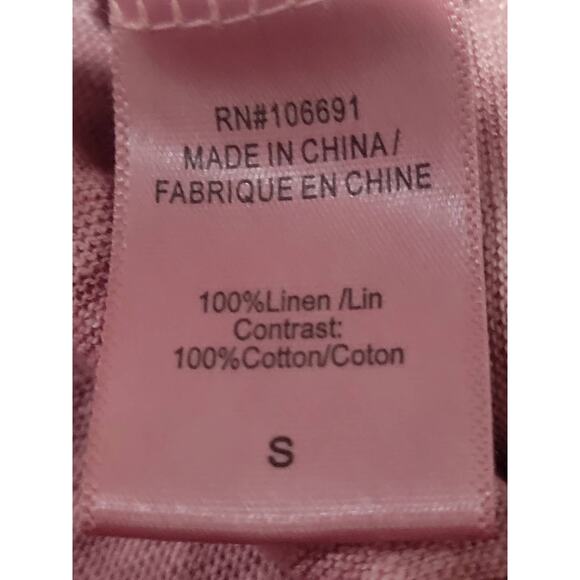 RN#106691
MADE IN CHINA/
FABRIQUE EN CHINE
100%Linen /Lin
Contrast:
100%Cotton/Coton
S